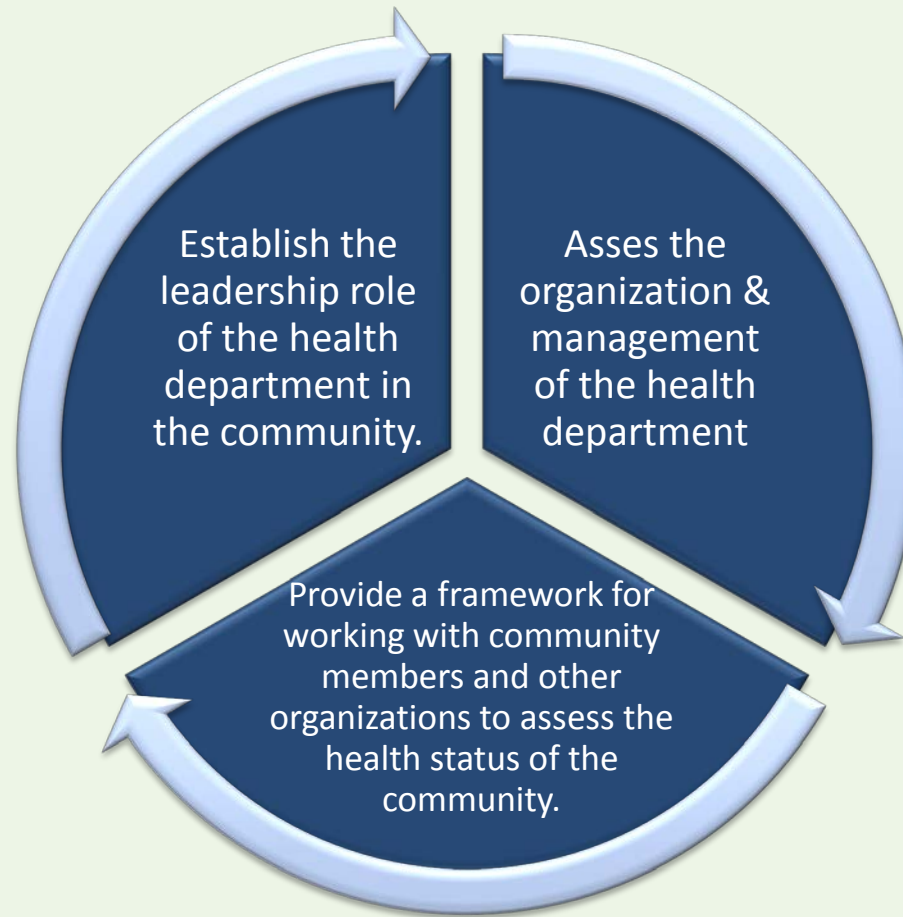 Establish the
leadership role
of the health
department in
the community.
Asses the
organization &
management
of the health
department
Provide a framework for
working with community
members and other
organizations to assess the
health status of the
community.